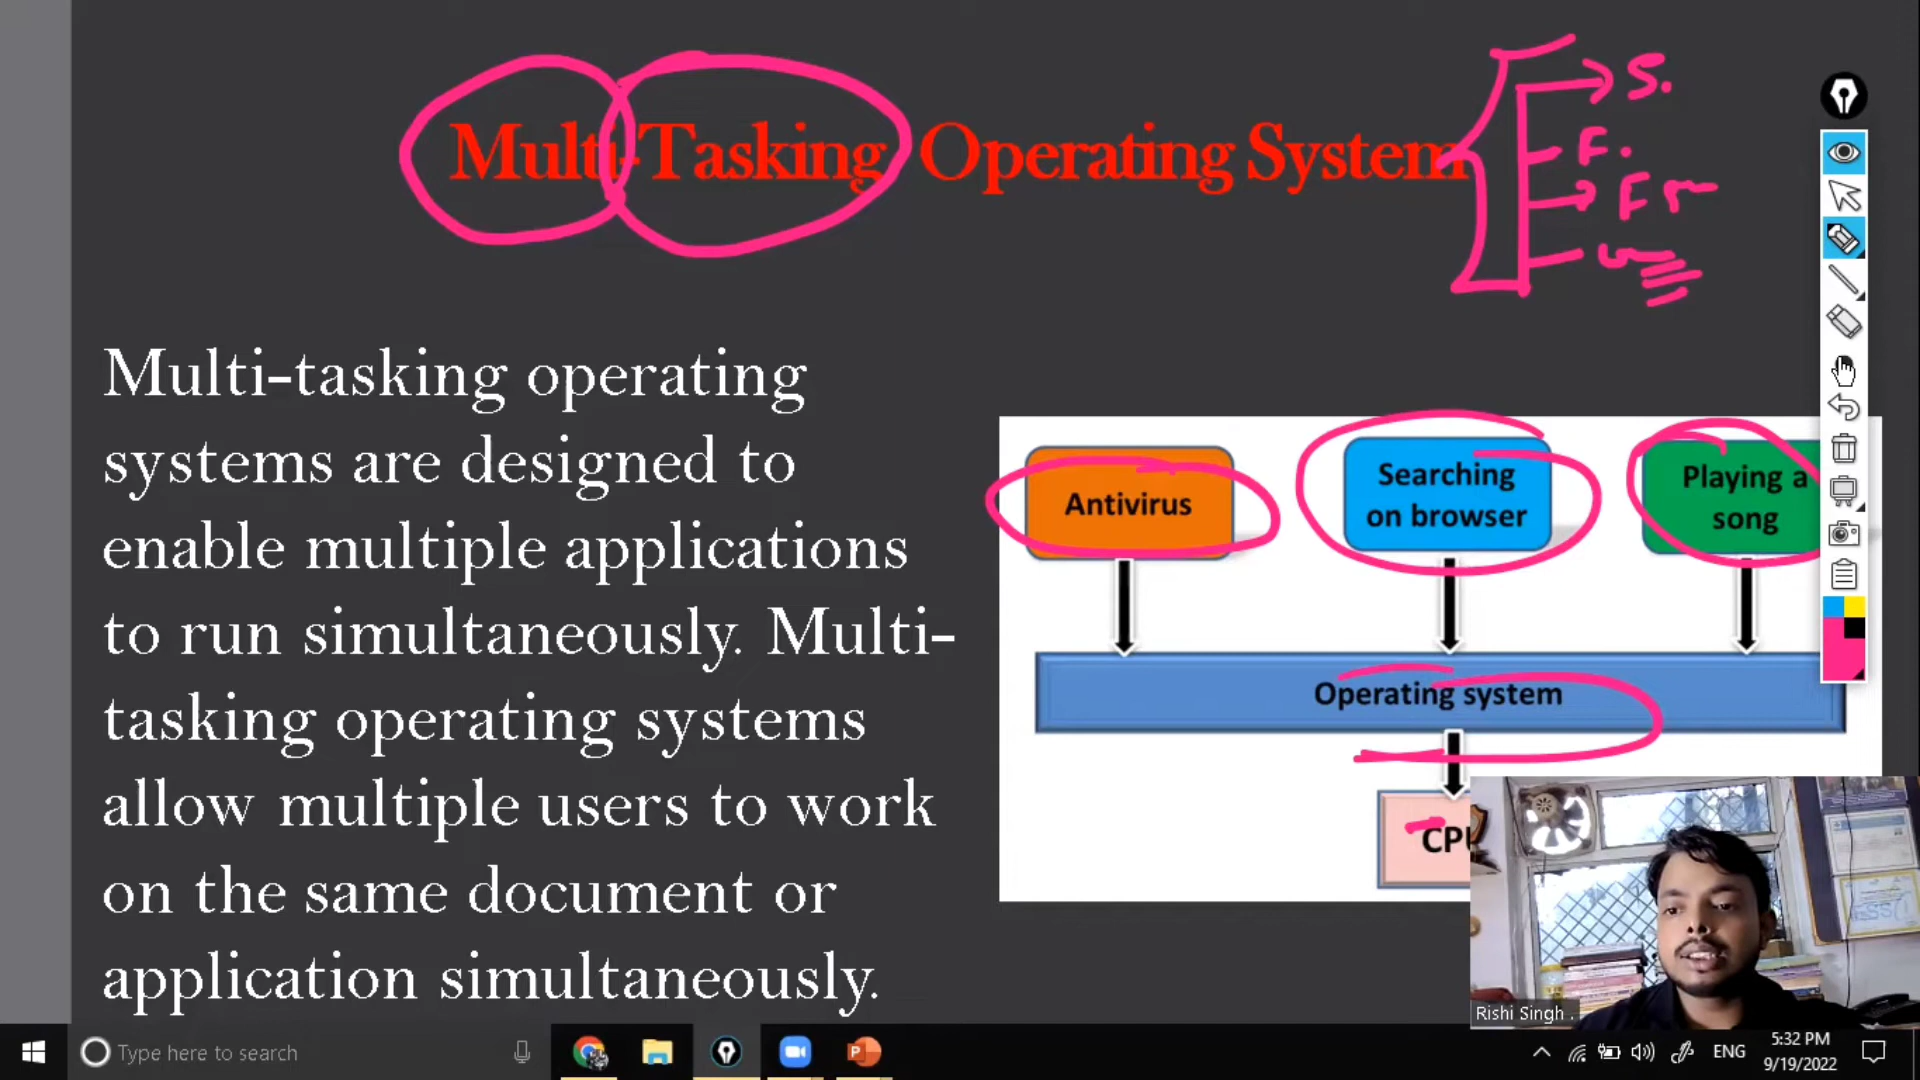 Multi-Tasking Operating System
S.
F.
Multi-tasking operating
systems are designed to
enable multiple applications
to run simultaneously. Multi-
tasking operating systems
allow multiple users to work
on the same document or
application simultaneously.
Antivirus
Searching
on browser
Playing a
song
Operating system
CPU
Rishi Singh .
Type here to search
ENG
5:32 PM
9/19/2022